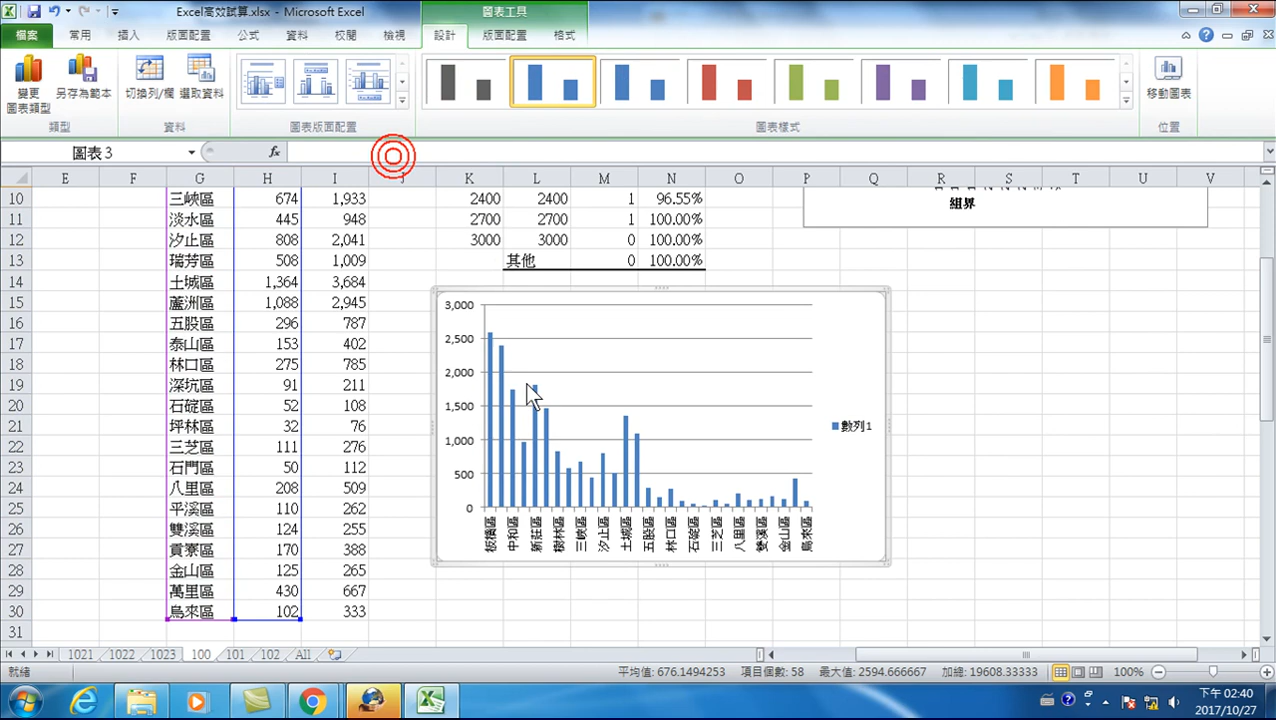 Excel高效試算.xlsx - Microsoft Excel
圖表工具
檔案 常用 插入 版面配置 公式 資料 校閱 檢視 設計 版面配置 格式
變更
圖表類型
另存為範本
切換列/欄
選取資料
移動圖表
類型 資料 圖表版面配置 圖表樣式 位置
圖表 3
fx
E F G H I J K L M N O P Q R S T U V
10 三峽區 674 1,933 2400 2400 1 96.55%
組界
11 淡水區 445 948 2700 2700 1 100.00%
12 汐止區 808 2,041 3000 3000 0 100.00%
13 瑞芳區 508 1,009 其他 0 100.00%
14 土城區 1,364 3,684
15 蘆洲區 1,088 2,945
16 五股區 296 787
17 泰山區 153 402
18 林口區 275 785
19 深坑區 91 211
20 石碇區 52 108
21 坪林區 32 76
22 三芝區 111 276
23 石門區 50 112
24 八里區 208 509
25 平溪區 110 262
26 雙溪區 124 255
27 貢寮區 170 388
28 金山區 125 265
29 萬里區 430 667
30 烏來區 102 333
31
3,000
2,500
2,000
1,500
1,000
500
0
板橋區 中和區 新莊區 樹林區 三峽區 汐止區 土城區 五股區 林口區 石碇區 三芝區 八里區 雙溪區 金山區 烏來區
數列1
1021 1022 1023 100 101 102 All
就緒
平均值: 676.1494253 項目個數: 58 最大值: 2594.666667 加總: 19608.33333 100%
下午 02:40
2017/10/27